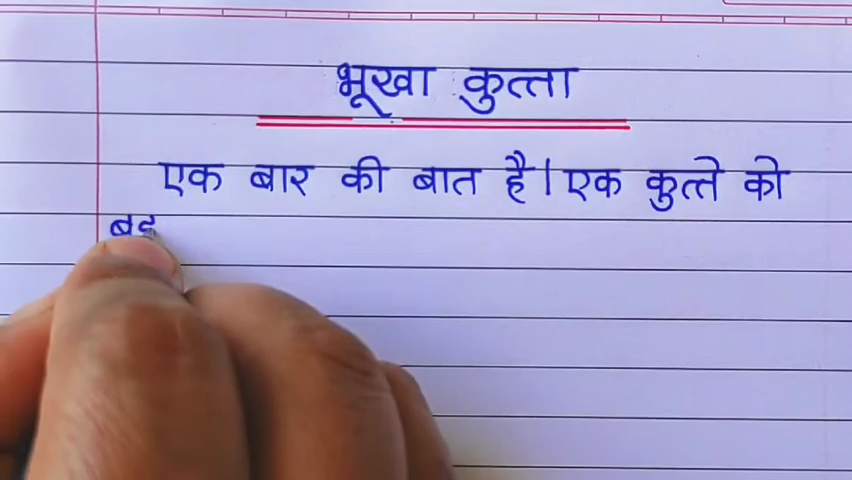 भूखा कुत्ता
एक बार की बात है। एक कुत्ते को